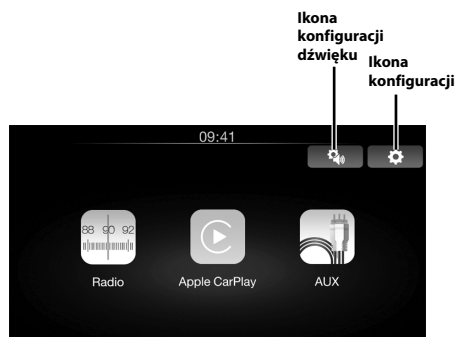 Ikona
konfiguracji
dźwięku
Ikona
konfiguracji
09:41
88 90 92
Radio
Apple CarPlay
AUX